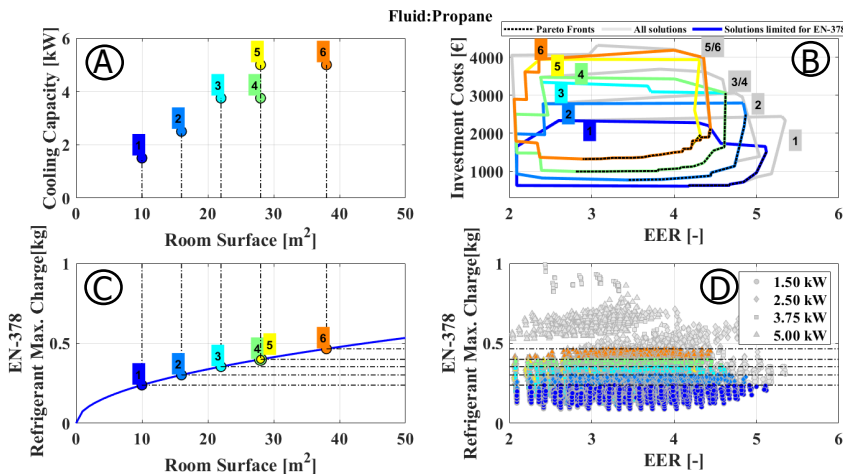 Fluid:Propane
Pareto Fronts All solutions Solutions limited for EN-378
A
Cooling Capacity [kW]
6
4
2
0
1
2
3
4
5
6
0 10 20 30 40 50
Room Surface [m²]
B
Investment Costs [€]
4000
3000
2000
1000
6
5
4
3
2
1
5/6
3/4
2
1
2 3 4 5 6
EER [-]
C
EN-378
Refrigerant Max. Charge[kg]
1
0.5
0
1
2
3
4
5
6
0 10 20 30 40 50
Room Surface [m²]
D
EN-378
Refrigerant Max. Charge[kg]
1
0.5
0
1.50 kW
2.50 kW
3.75 kW
5.00 kW
2 3 4 5 6
EER [-]